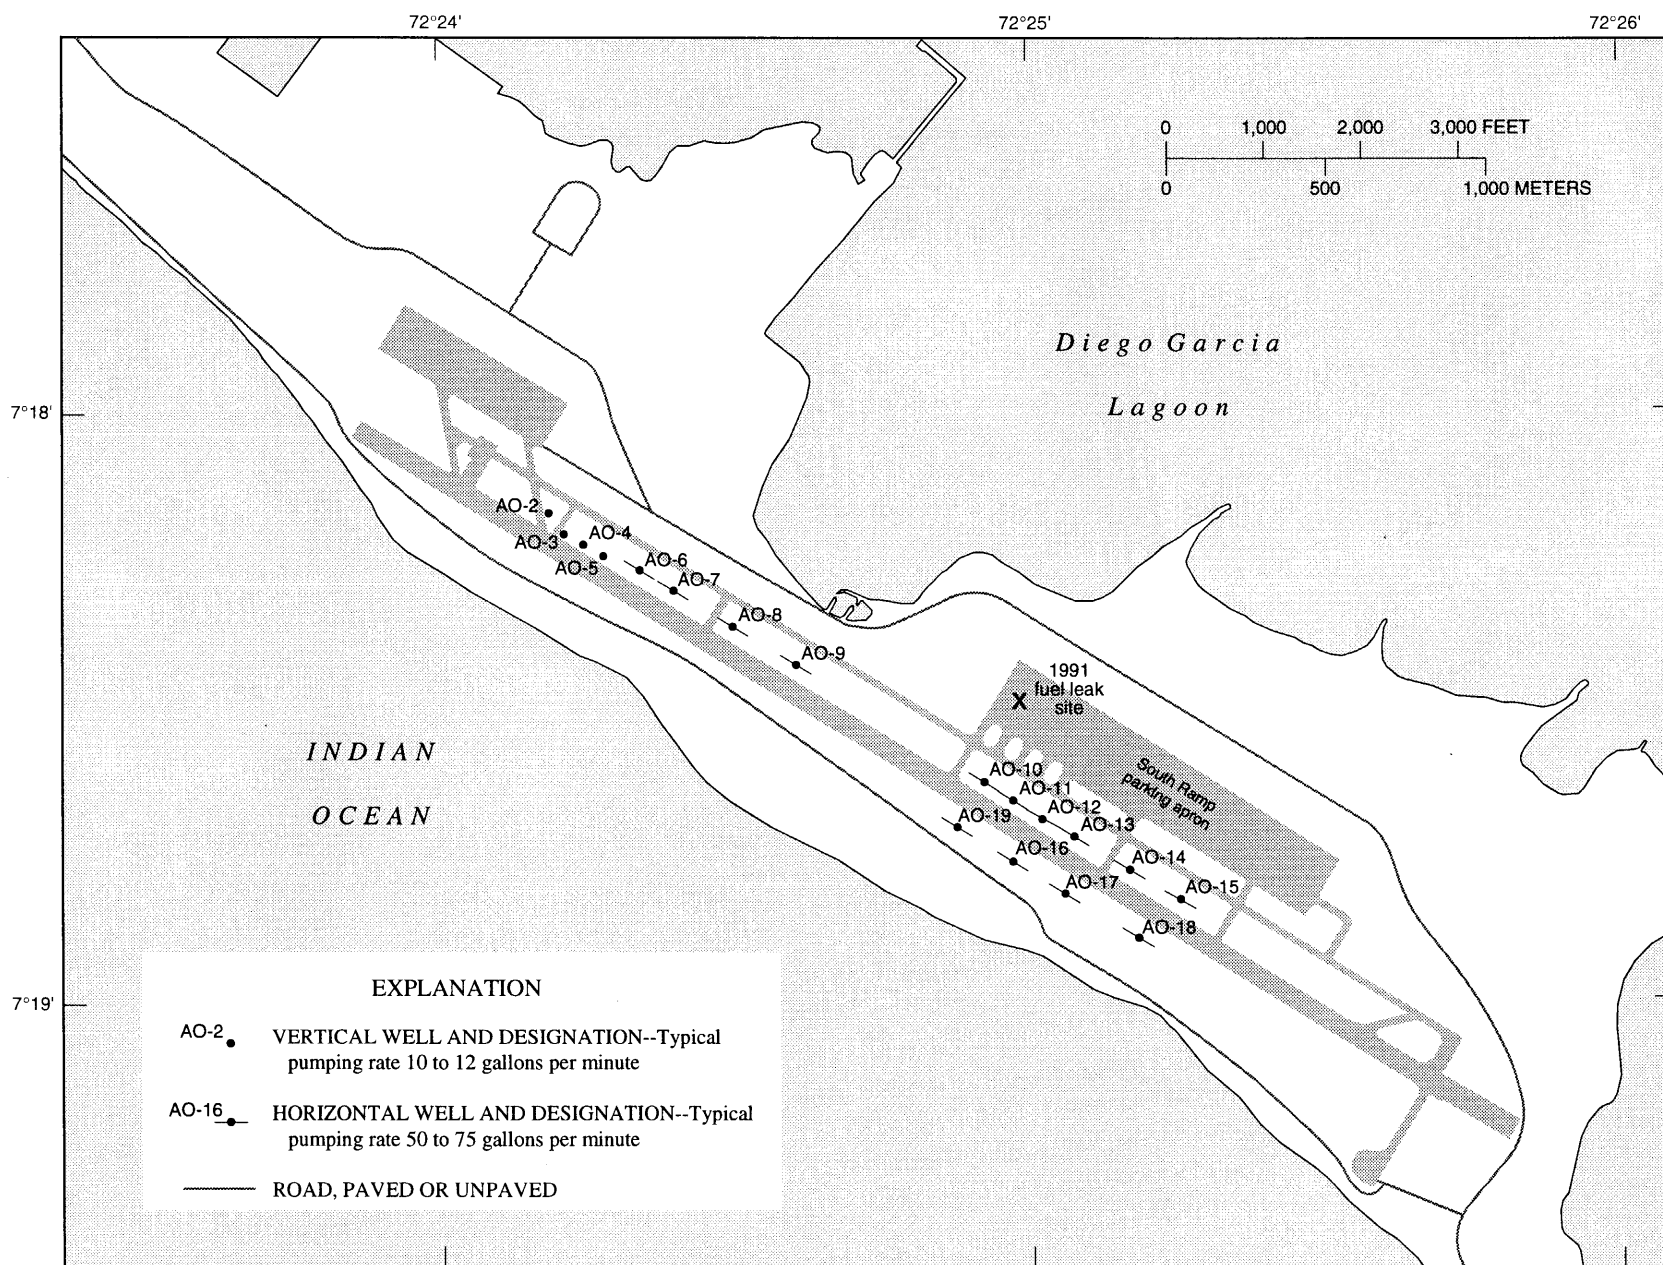 72°24'
72°25'
72°26'
0 1,000 2,000 3,000 FEET
0 500 1,000 METERS
Diego Garcia
Lagoon
7°18'
AO-2
AO-3
AO-4
AO-5
AO-6
AO-7
AO-8
AO-9
1991
fuel leak
site
X
South Ramp
parking apron
AO-10
AO-11
AO-12
AO-13
AO-19
AO-16
AO-14
AO-17
AO-15
AO-18
INDIAN
OCEAN
7°19'
EXPLANATION
AO-2
VERTICAL WELL AND DESIGNATION--Typical
pumping rate 10 to 12 gallons per minute
AO-16
HORIZONTAL WELL AND DESIGNATION--Typical
pumping rate 50 to 75 gallons per minute
ROAD, PAVED OR UNPAVED